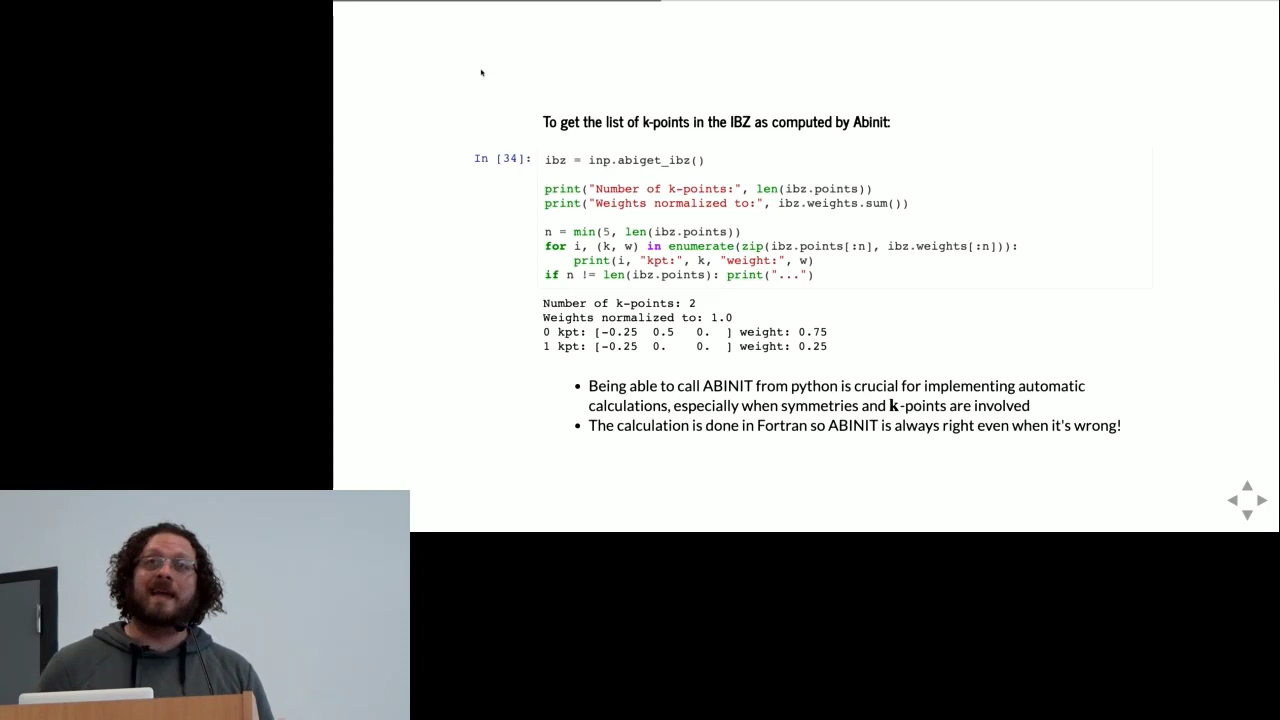 To get the list of k-points in the IBZ as computed by Abinit:
In [34]: ibz = inp.abiget_ibz()
print("Number of k-points:", len(ibz.points))
print("Weights normalized to:", ibz.weights.sum())
n = min(5, len(ibz.points))
for i, (k, w) in enumerate(zip(ibz.points[:n], ibz.weights[:n])):
    print(i, "kpt:", k, "weight:", w)
if n != len(ibz.points): print("...")
Number of k-points: 2
Weights normalized to: 1.0
0 kpt: [-0.25  0.5   0.  ] weight: 0.75
1 kpt: [-0.25  0.    0.  ] weight: 0.25
• Being able to call ABINIT from python is crucial for implementing automatic
calculations, especially when symmetries and k-points are involved
• The calculation is done in Fortran so ABINIT is always right even when it's wrong!